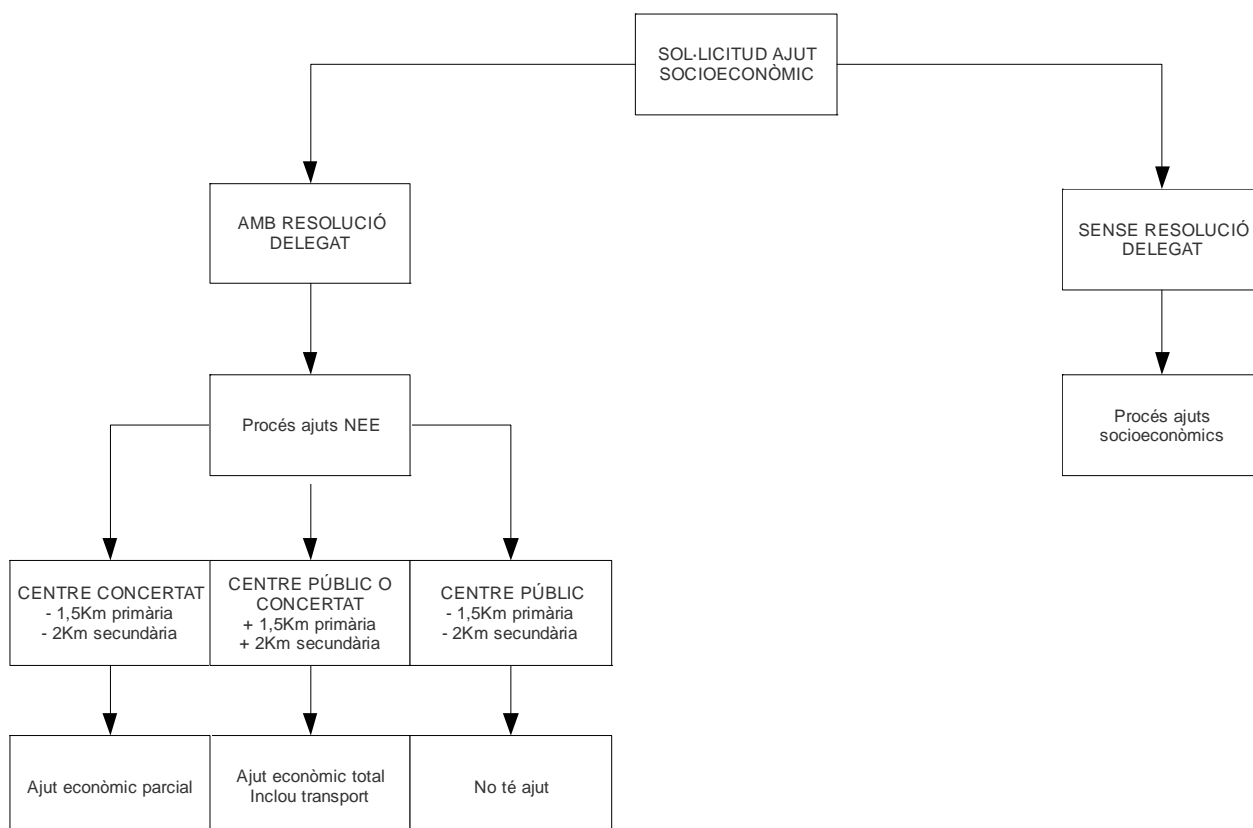 SOL·LICITUD AJUT
SOCIOECONÒMIC
AMB RESOLUCIÓ
DELEGAT
SENSE RESOLUCIÓ
DELEGAT
Procés ajuts NEE
Procés ajuts
socioeconòmics
CENTRE CONCERTAT
- 1,5Km primària
- 2Km secundària
CENTRE PÚBLIC O
CONCERTAT
+ 1,5Km primària
+ 2Km secundària
CENTRE PÚBLIC
- 1,5Km primària
- 2Km secundària
Ajut econòmic parcial
Ajut econòmic total
Inclou transport
No té ajut